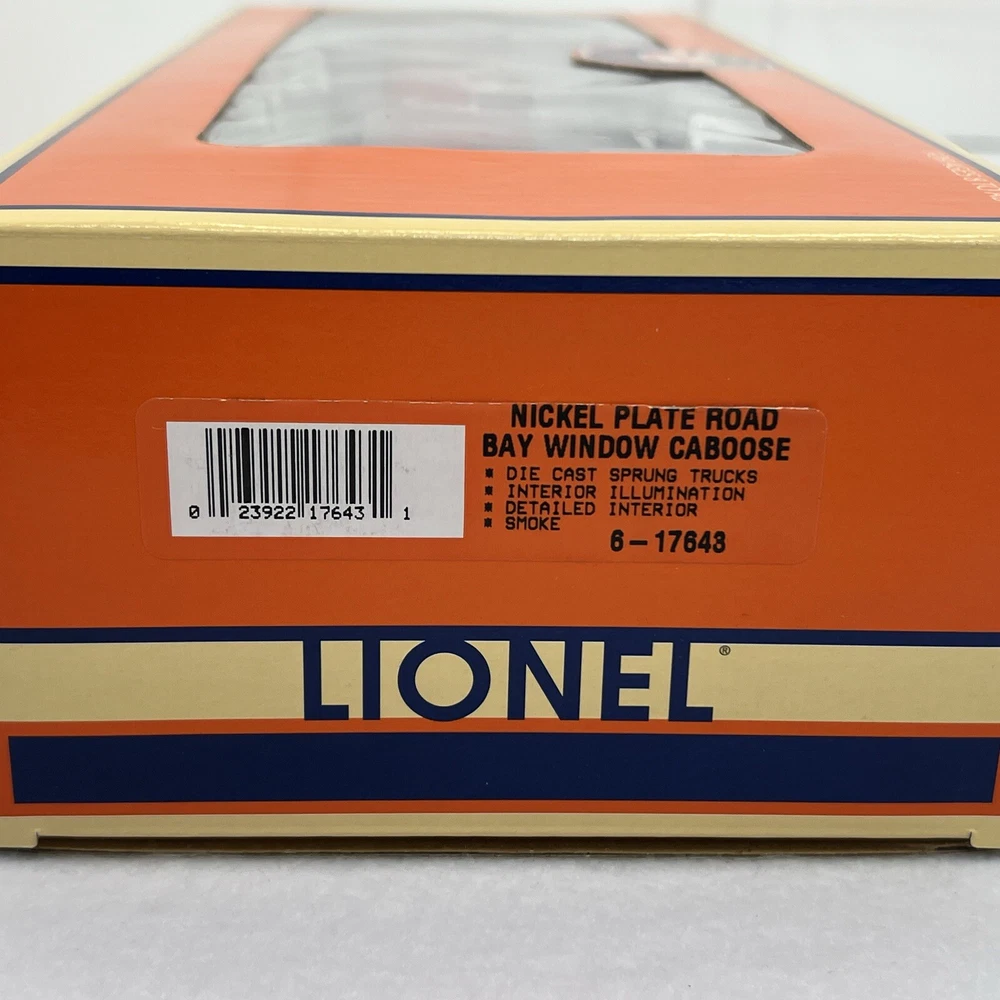 NICKEL PLATE ROAD
BAY WINDOW CABOOSE
* DIE CAST SPRUNG TRUCKS
* INTERIOR ILLUMINATION
* DETAILED INTERIOR
* SMOKE
6-17643
0 23922 17643 1
LIONEL®